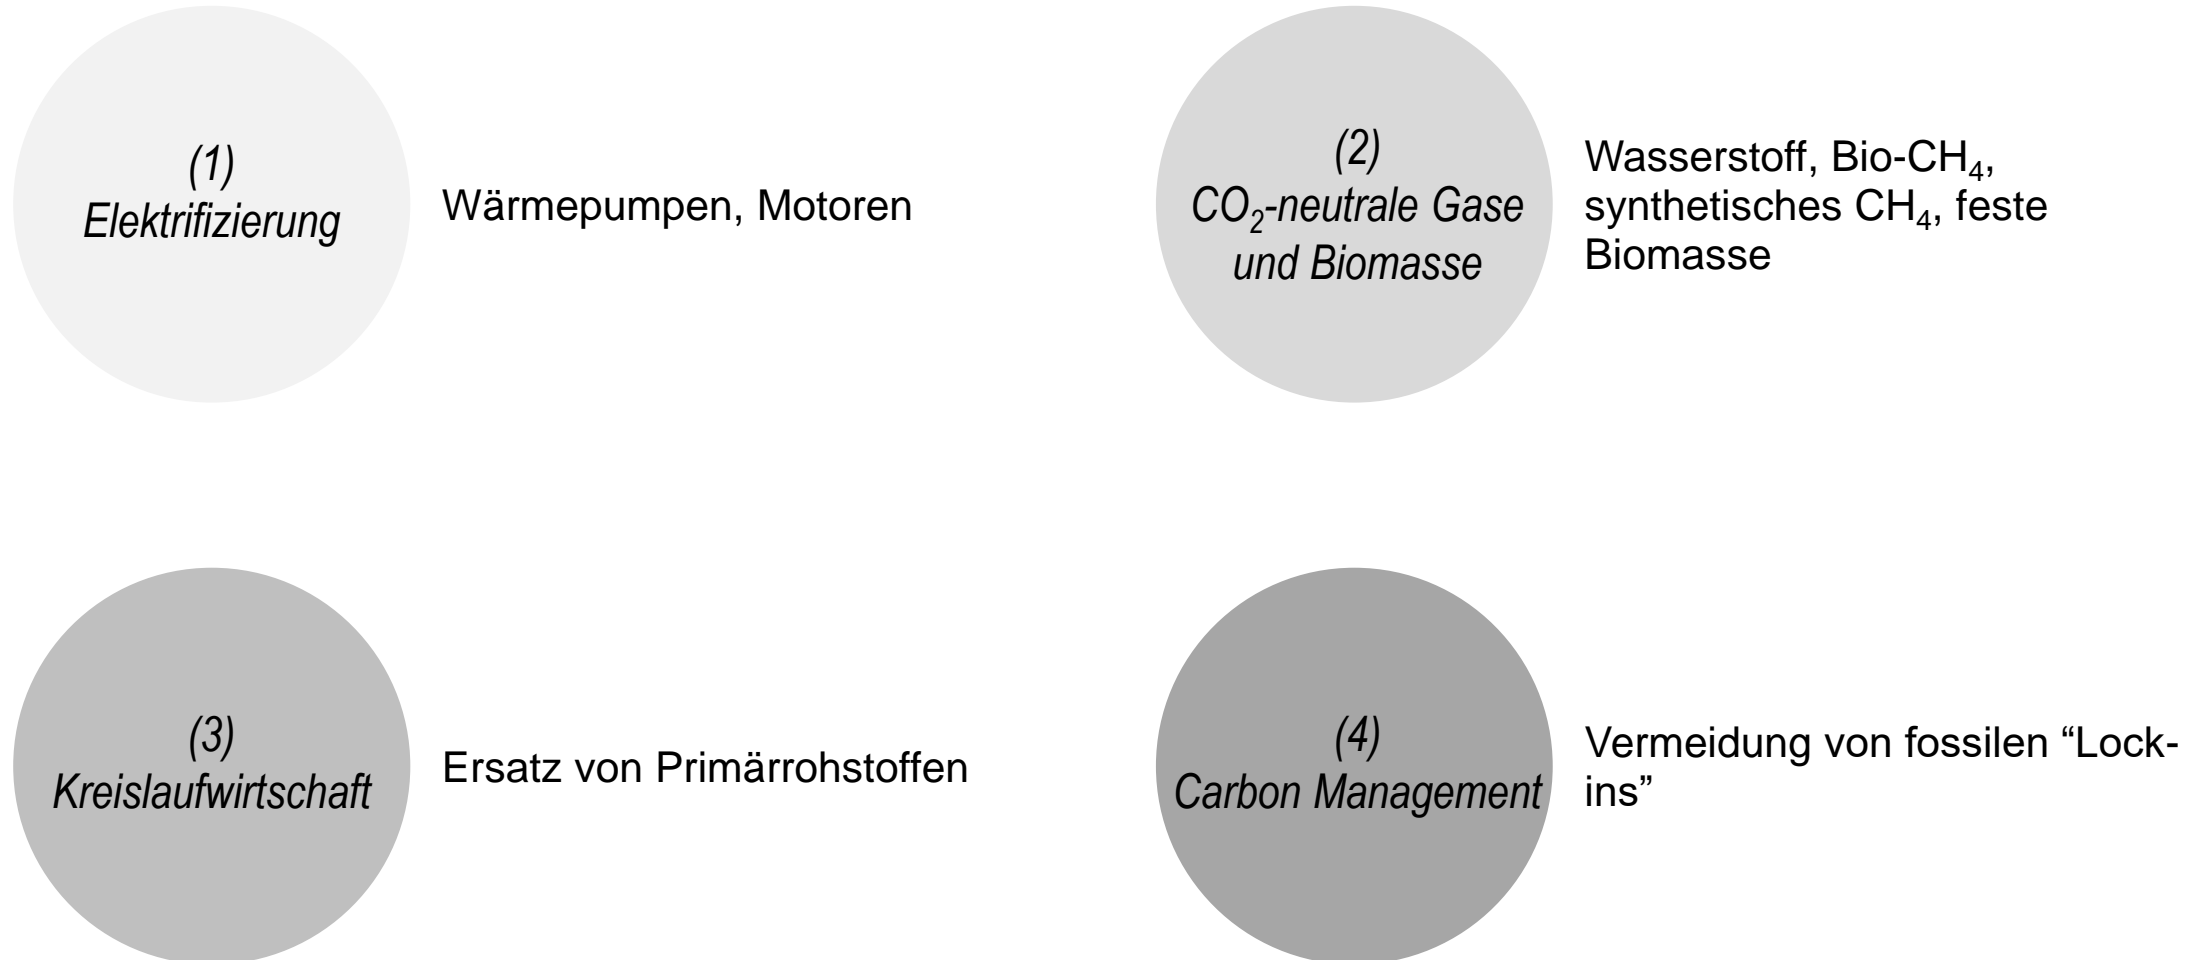 (1)
Elektrifizierung
Wärmepumpen, Motoren
(2)
CO₂-neutrale Gase
und Biomasse
Wasserstoff, Bio-CH₄,
synthetisches CH₄, feste
Biomasse
(3)
Kreislaufwirtschaft
Ersatz von Primärrohstoffen
(4)
Carbon Management
Vermeidung von fossilen “Lock-
ins”